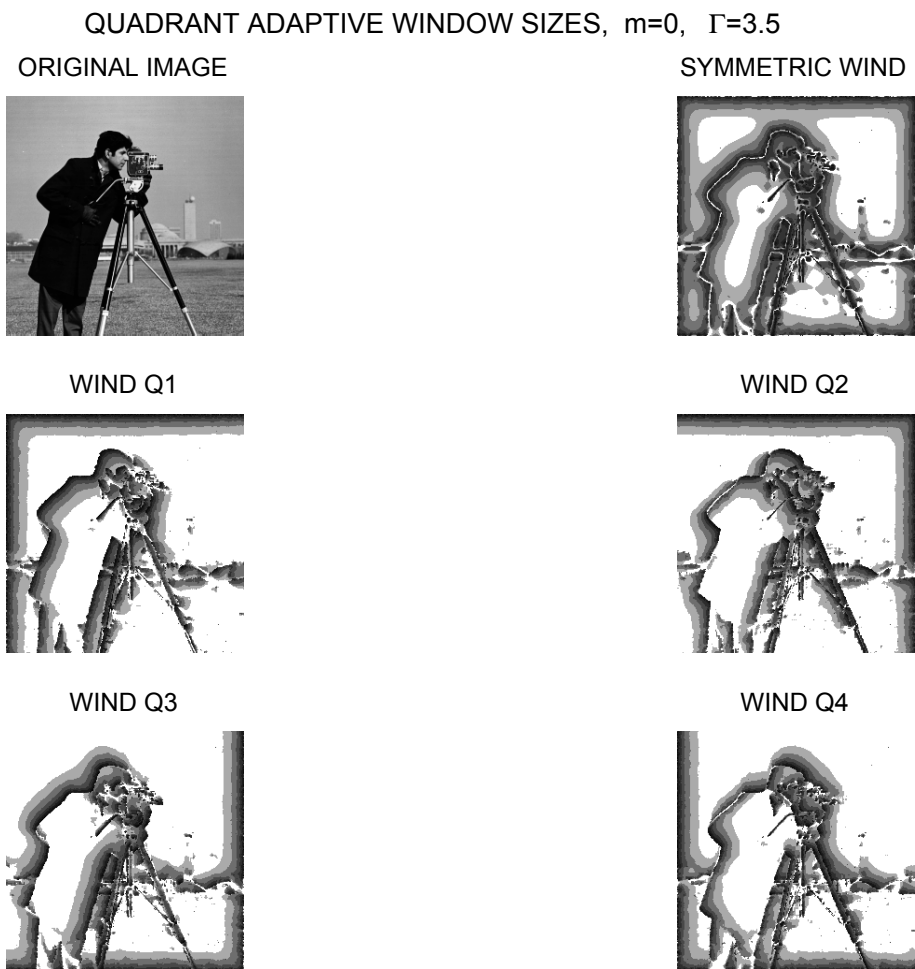 QUADRANT ADAPTIVE WINDOW SIZES, m=0, Γ=3.5
ORIGINAL IMAGE
SYMMETRIC WIND
WIND Q1
WIND Q2
WIND Q3
WIND Q4